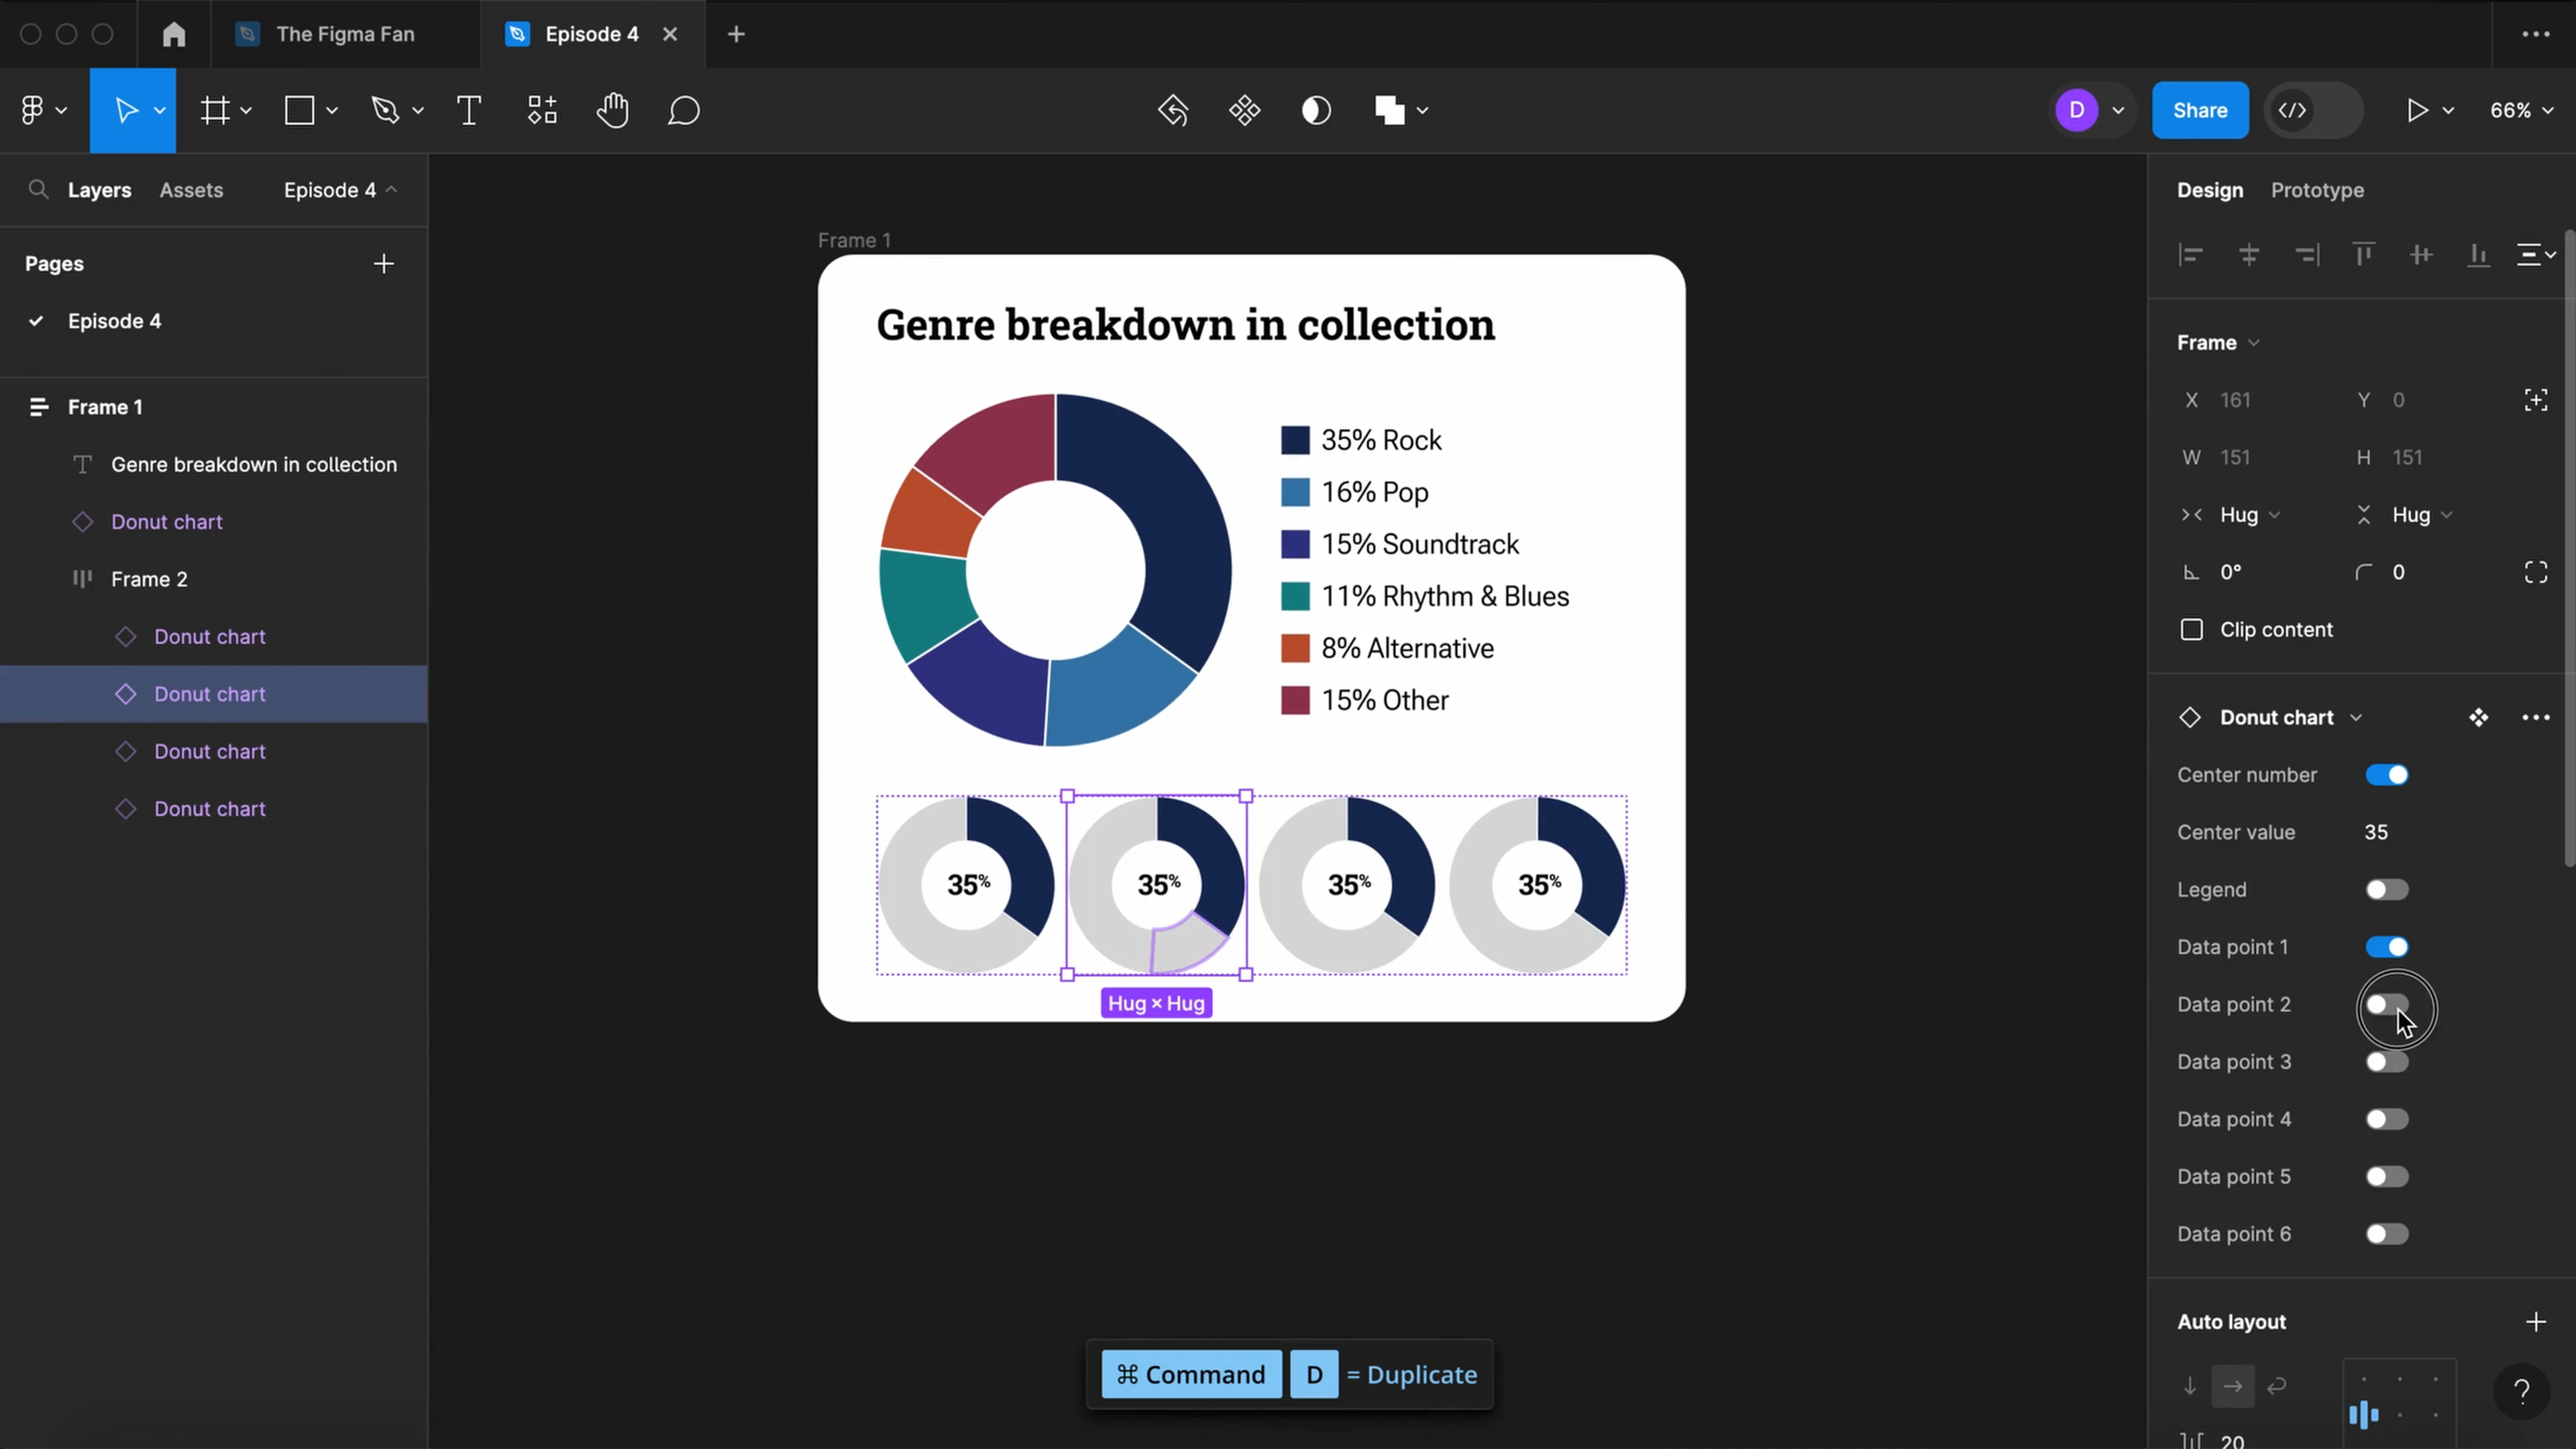 The Figma Fan
Episode 4
D
Share
66%
Layers Assets Episode 4
Pages
Episode 4
Frame 1
Genre breakdown in collection
Donut chart
Frame 2
Donut chart
Donut chart
Donut chart
Donut chart
Frame 1
Genre breakdown in collection
35% Rock
16% Pop
15% Soundtrack
11% Rhythm & Blues
8% Alternative
15% Other
35% 35% 35% 35%
Hug × Hug
⌘ Command D = Duplicate
Design Prototype
Frame
X 161 Y 0
W 151 H 151
Hug Hug
0° 0
Clip content
Donut chart
Center number
Center value 35
Legend
Data point 1
Data point 2
Data point 3
Data point 4
Data point 5
Data point 6
Auto layout
?
20